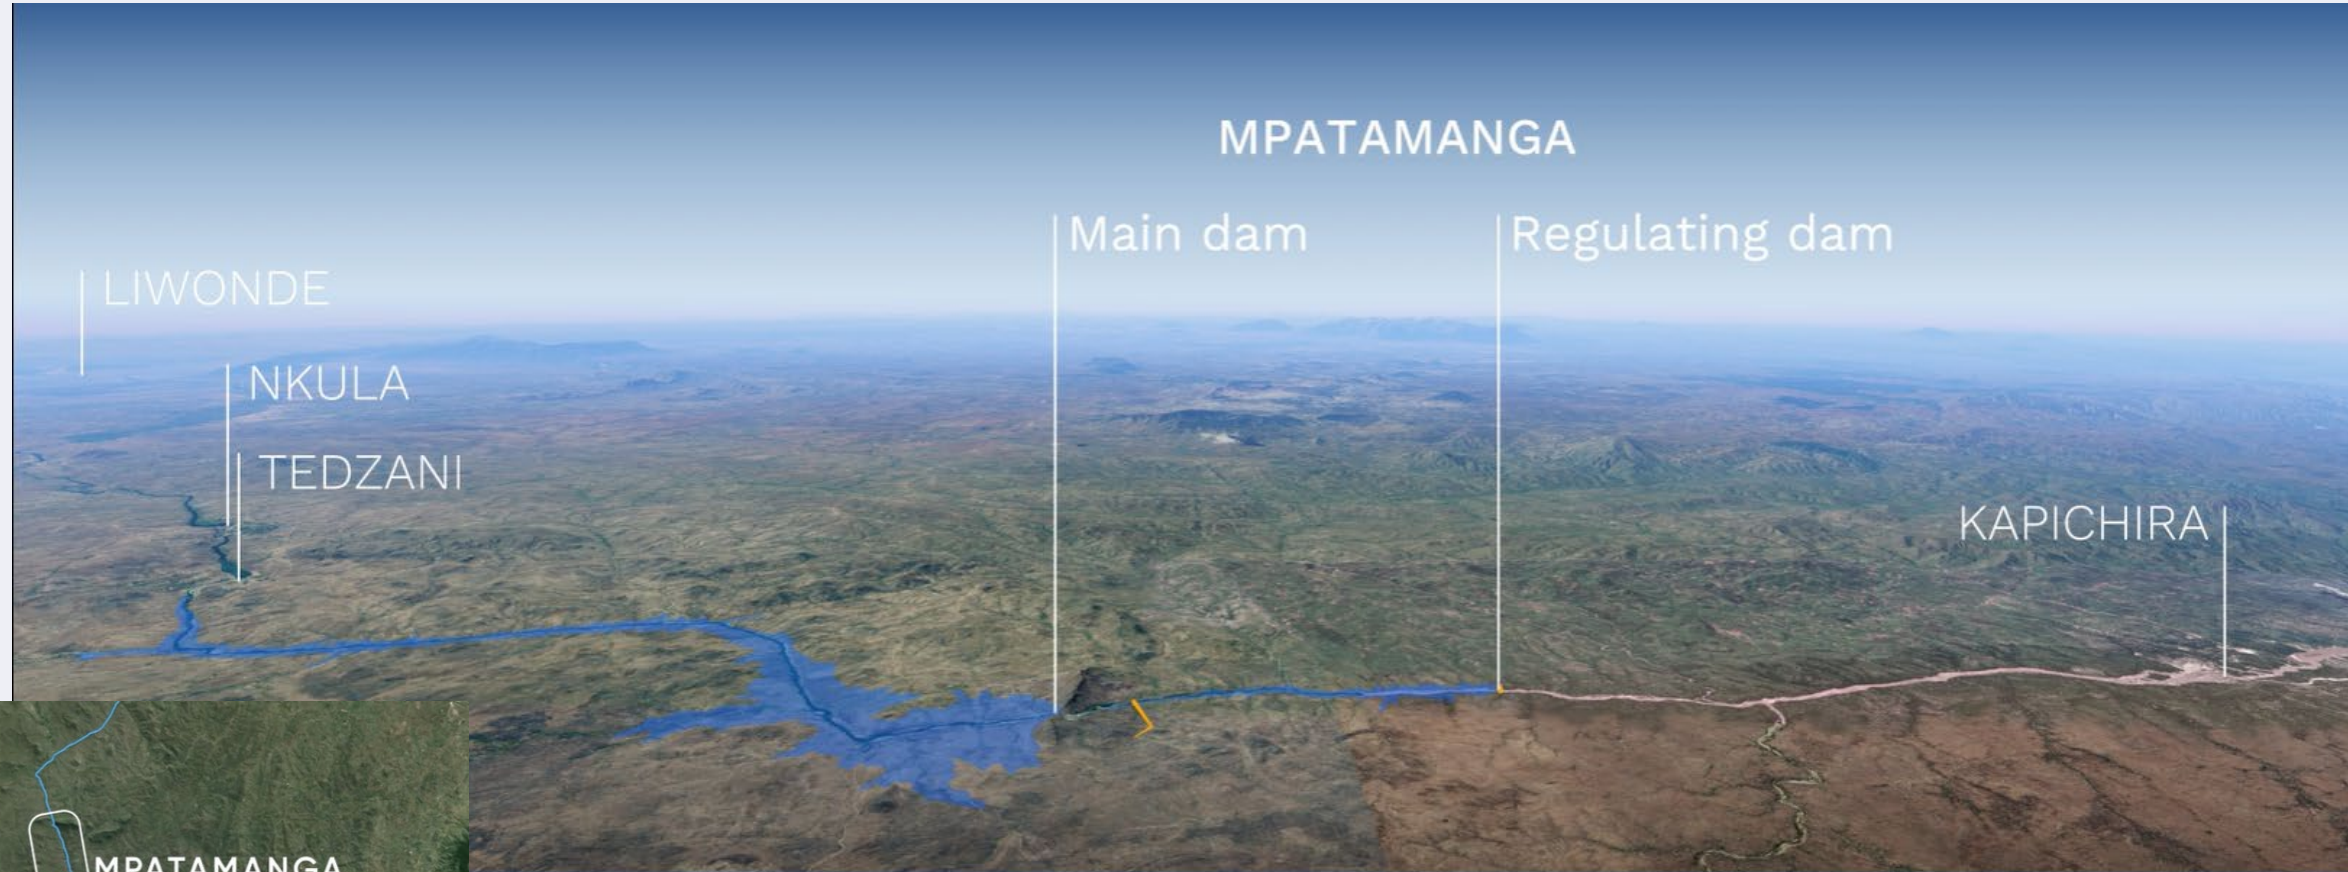 MPATAMANGA
Main dam
Regulating dam
LIWONDE
NKULA
TEDZANI
KAPICHIRA
MPATAMANGA